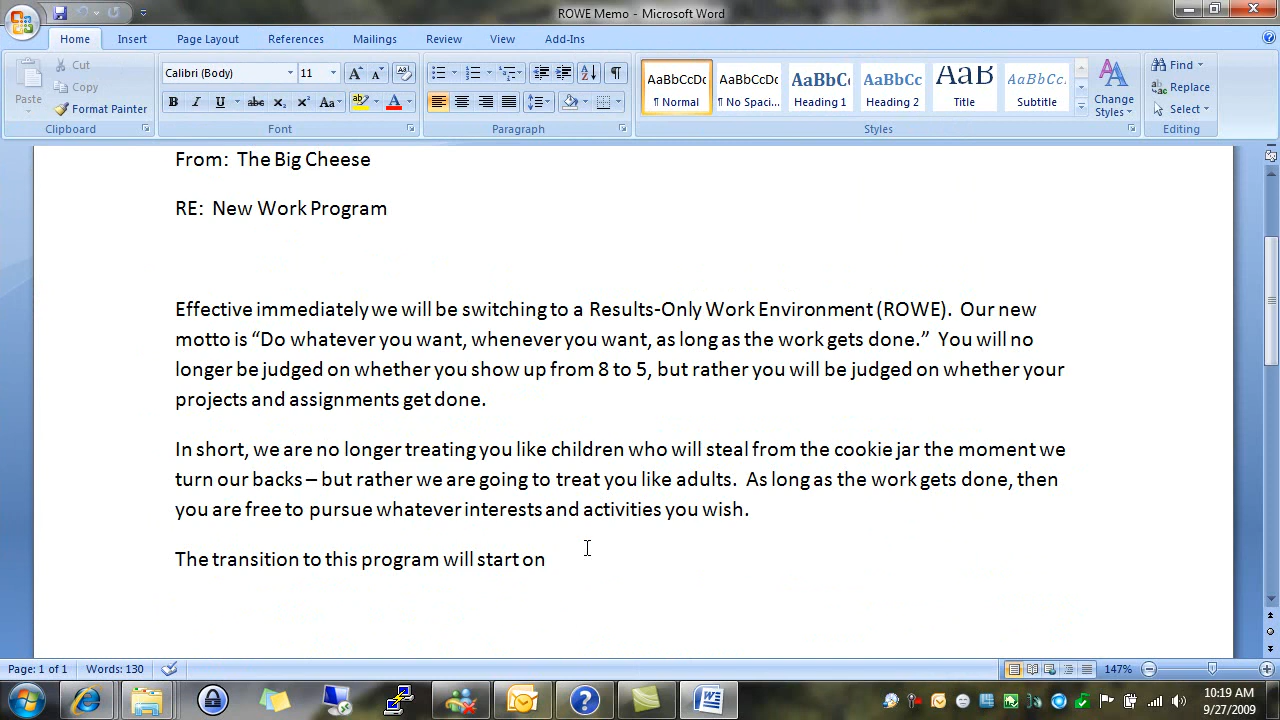 ROWE Memo - Microsoft Word
Home Insert Page Layout References Mailings Review View Add-Ins
Paste
Cut
Copy
Format Painter
Clipboard
Calibri (Body) 11
Font
Paragraph
AaBbCcDc AaBbCcDc AaBbC AaBbCc AaB AaBbCc.
¶ Normal ¶ No Spaci... Heading 1 Heading 2 Title Subtitle
Change
Styles
Styles
Find
Replace
Select
Editing
From: The Big Cheese
RE: New Work Program
Effective immediately we will be switching to a Results-Only Work Environment (ROWE). Our new
motto is “Do whatever you want, whenever you want, as long as the work gets done.” You will no
longer be judged on whether you show up from 8 to 5, but rather you will be judged on whether your
projects and assignments get done.
In short, we are no longer treating you like children who will steal from the cookie jar the moment we
turn our backs – but rather we are going to treat you like adults. As long as the work gets done, then
you are free to pursue whatever interests and activities you wish.
The transition to this program will start on
Page: 1 of 1 Words: 130 147%
10:19 AM
9/27/2009